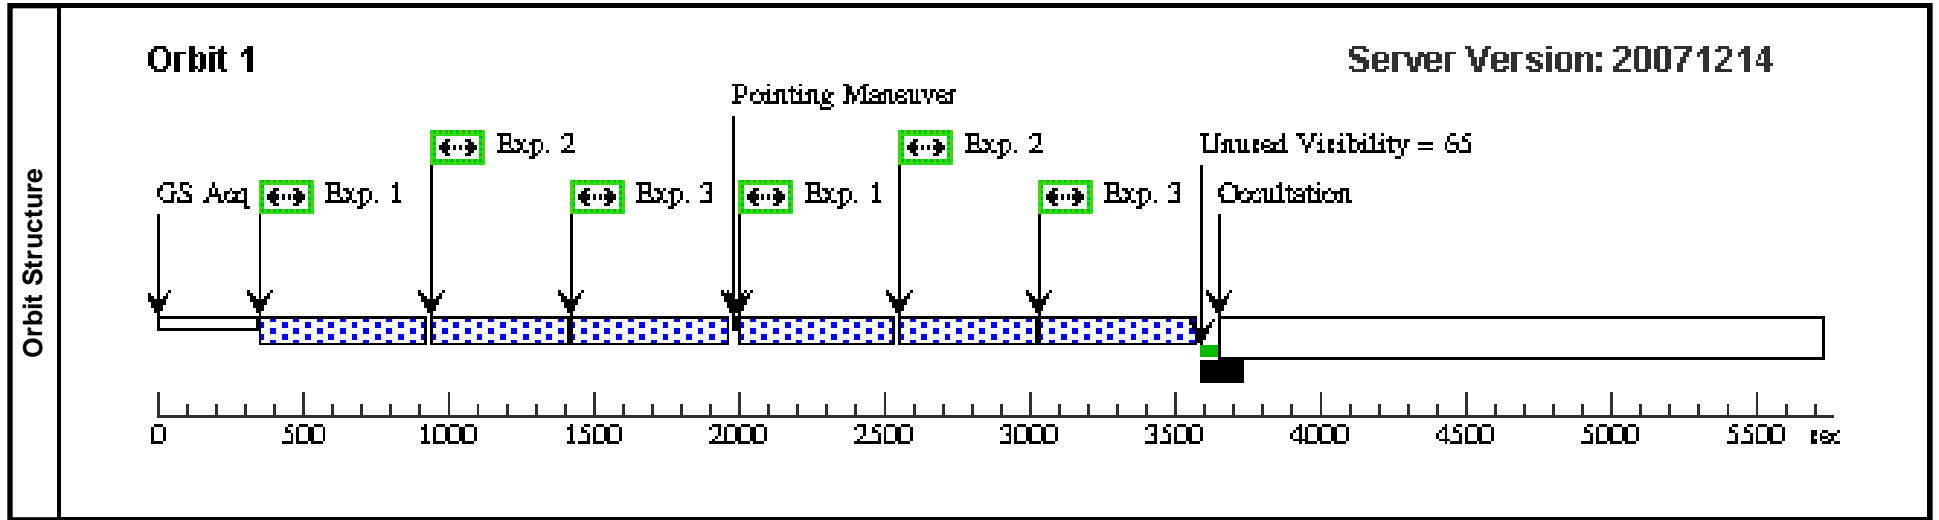 Orbit Structure
Orbit 1
Server Version: 20071214
Pointing Maneuver
Exp. 2
Exp. 2
Unused Visibility = 65
GS Acq
Exp. 1
Exp. 3
Exp. 1
Exp. 3
Occultation
0 500 1000 1500 2000 2500 3000 3500 4000 4500 5000 5500 sec